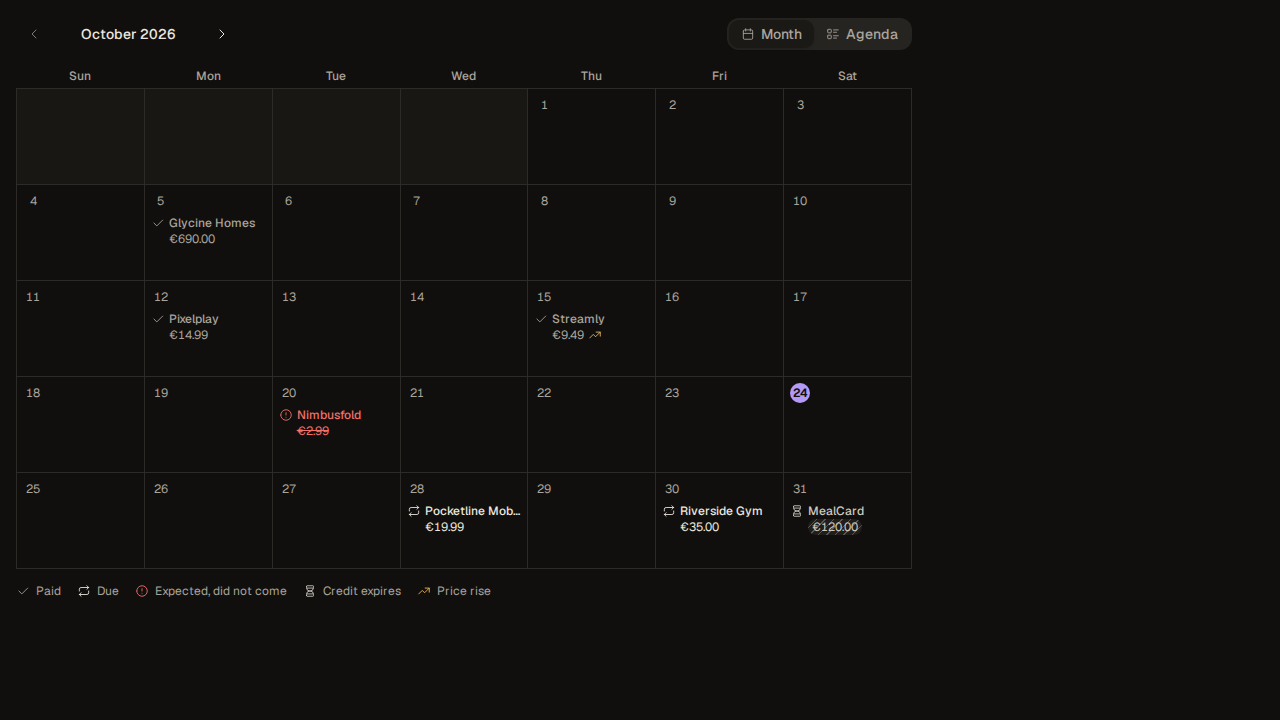 October 2026
Month Agenda
Sun Mon Tue Wed Thu Fri Sat
1 2 3
4 5 6 7 8 9 10
Glycine Homes
€690.00
11 12 13 14 15 16 17
Pixelplay Streamly
€14.99 €9.49
18 19 20 21 22 23 24
Nimbusfold
€2.99
25 26 27 28 29 30 31
Pocketline Mob… Riverside Gym MealCard
€19.99 €35.00 €120.00
Paid Due Expected, did not come Credit expires Price rise